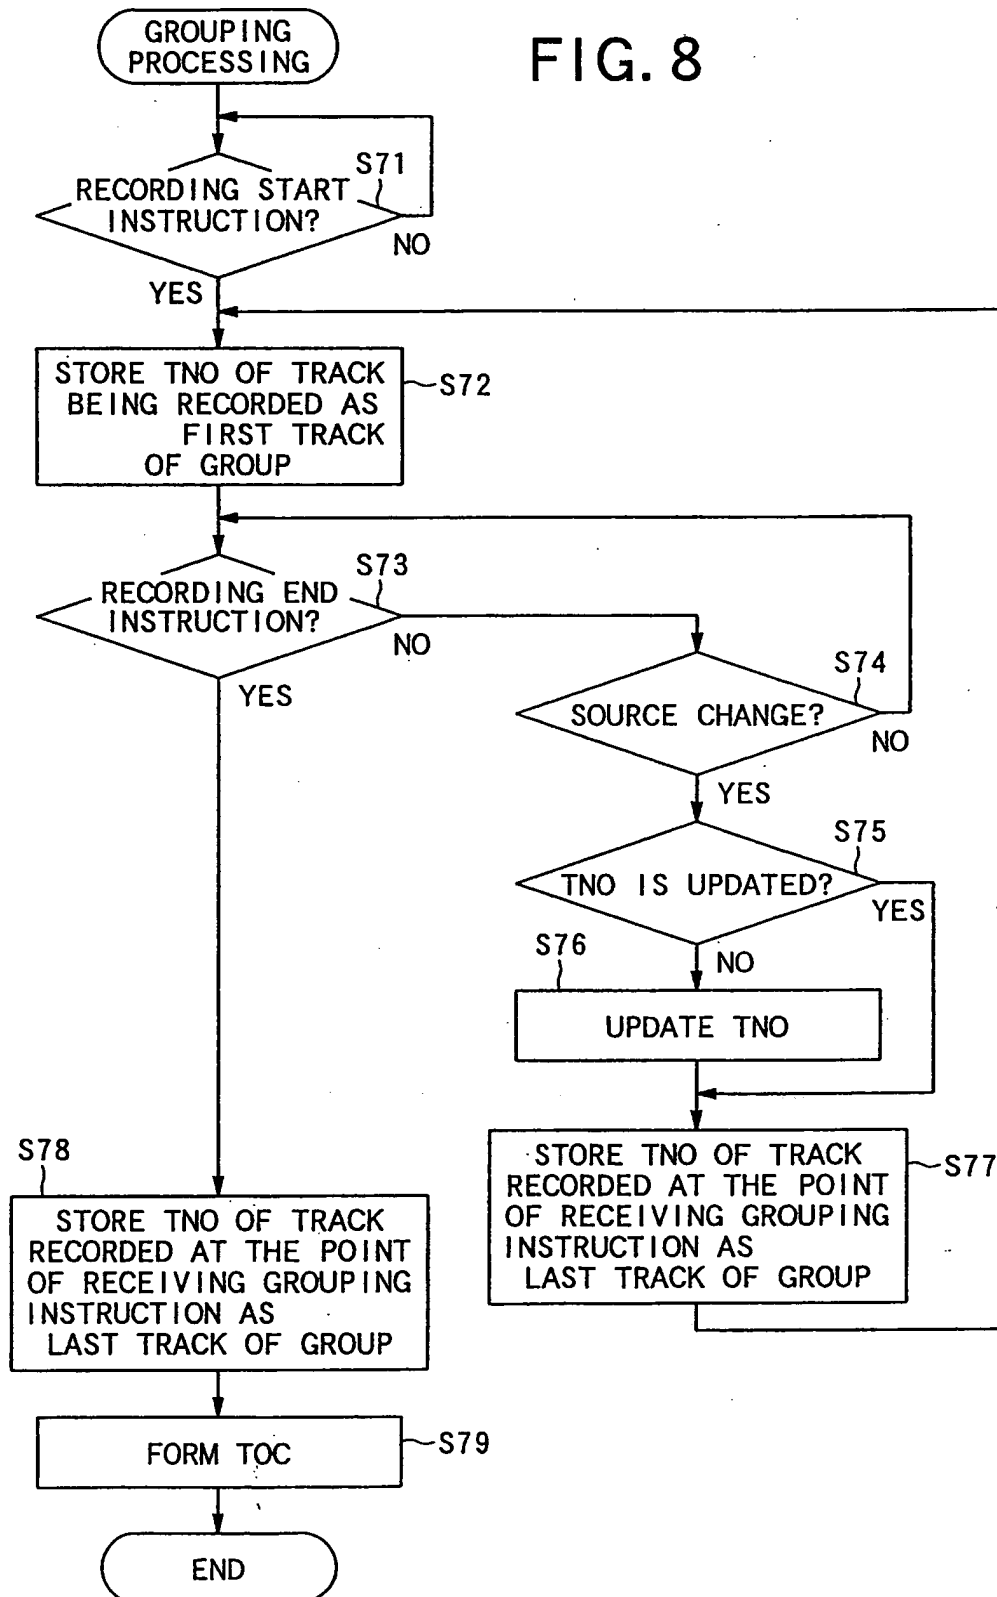 GROUPING
PROCESSING
FIG. 8
S71
RECORDING START
INSTRUCTION?
NO
YES
STORE TNO OF TRACK
BEING RECORDED AS
FIRST TRACK
OF GROUP
S72
S73
RECORDING END
INSTRUCTION?
NO
YES
S74
SOURCE CHANGE?
NO
YES
S75
TNO IS UPDATED?
YES
NO
S76
UPDATE TNO
STORE TNO OF TRACK
RECORDED AT THE POINT
OF RECEIVING GROUPING
INSTRUCTION AS
LAST TRACK OF GROUP
S77
S78
STORE TNO OF TRACK
RECORDED AT THE POINT
OF RECEIVING GROUPING
INSTRUCTION AS
LAST TRACK OF GROUP
FORM TOC
S79
END